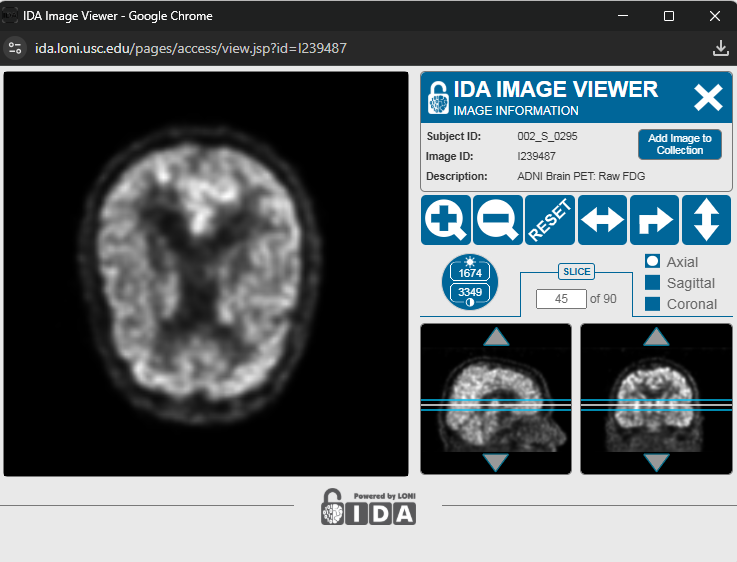 IDA Image Viewer - Google Chrome
ida.loni.usc.edu/pages/access/view.jsp?id=I239487
IDA IMAGE VIEWER
IMAGE INFORMATION
Subject ID: 002_S_0295
Add Image to
Collection
Image ID: I239487
Description: ADNI Brain PET: Raw FDG
RESET
1674
3349
SLICE
45 of 90
Axial
Sagittal
Coronal
Powered by LONI
IDA